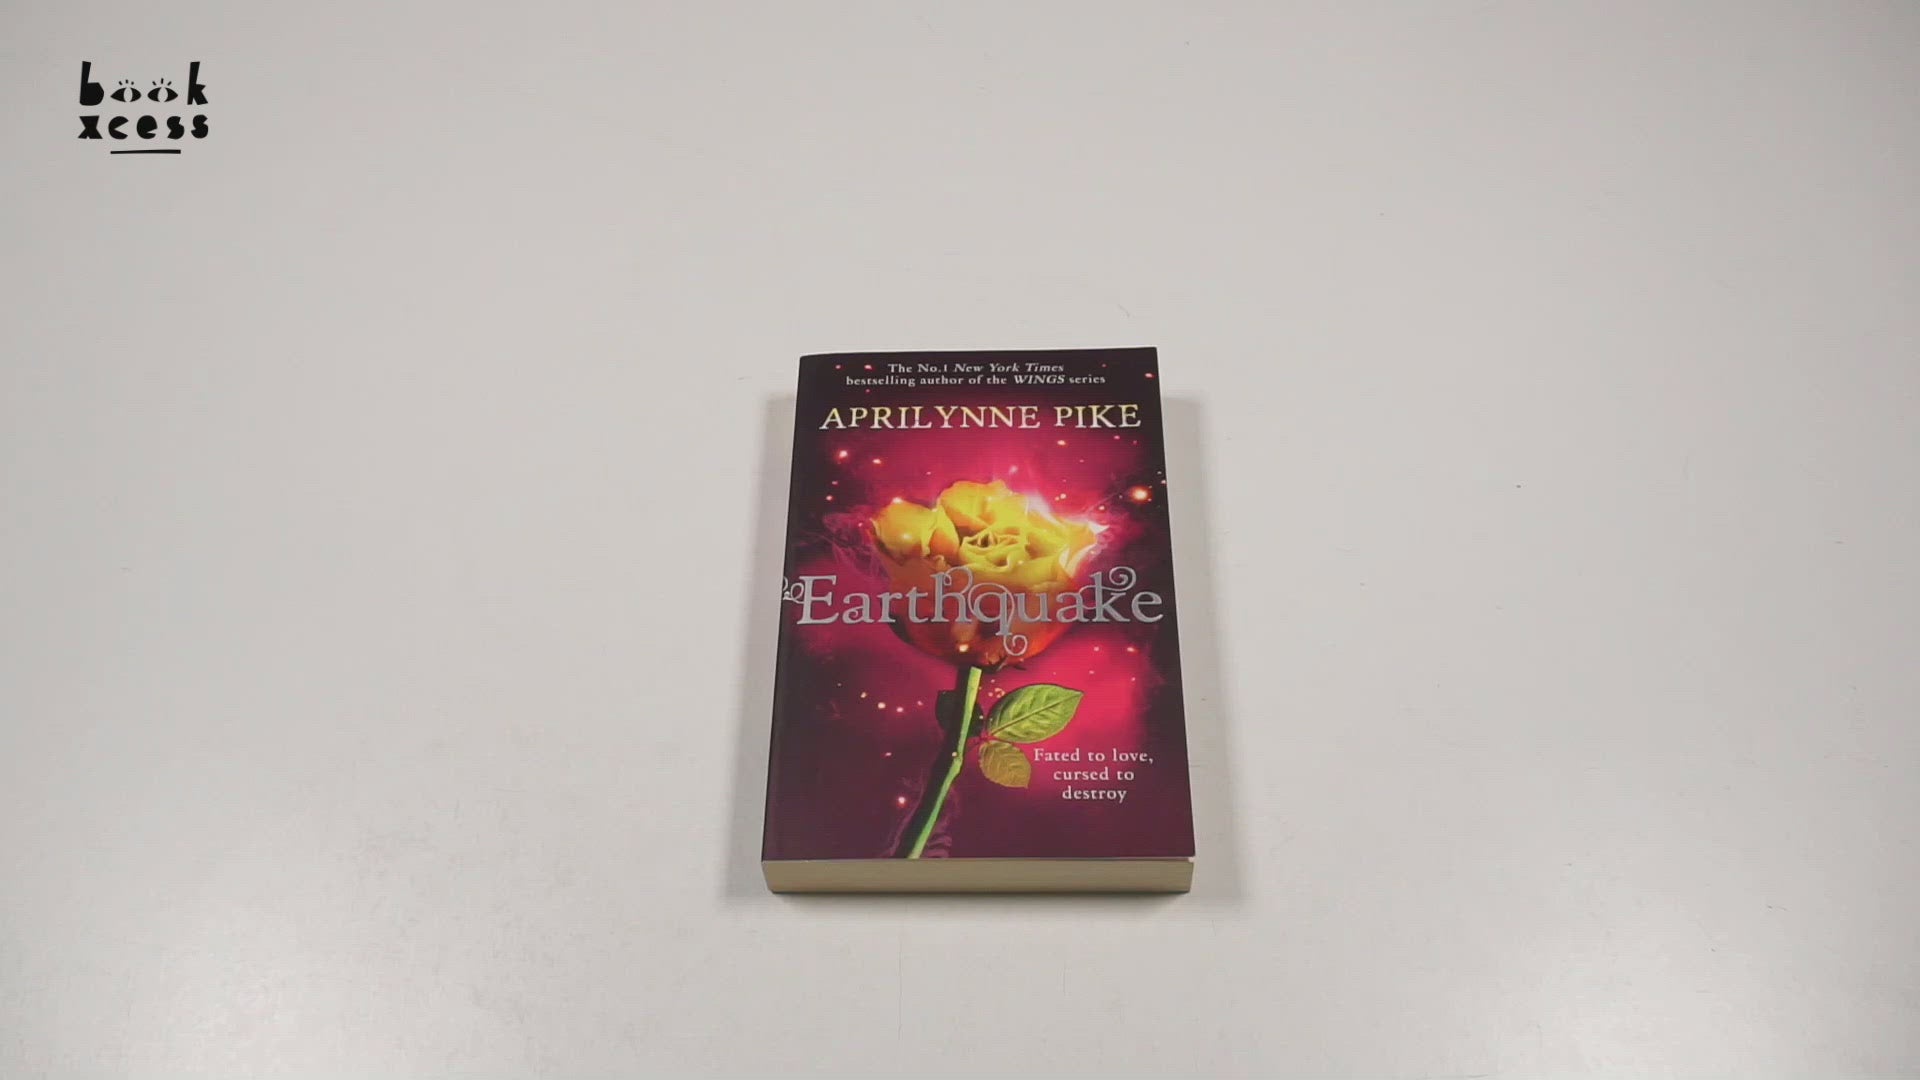 book
xcess
The No.1 New York Times
bestselling author of the WINGS series
APRILYNNE PIKE
Earthquake
Fated to love,
cursed to
destroy